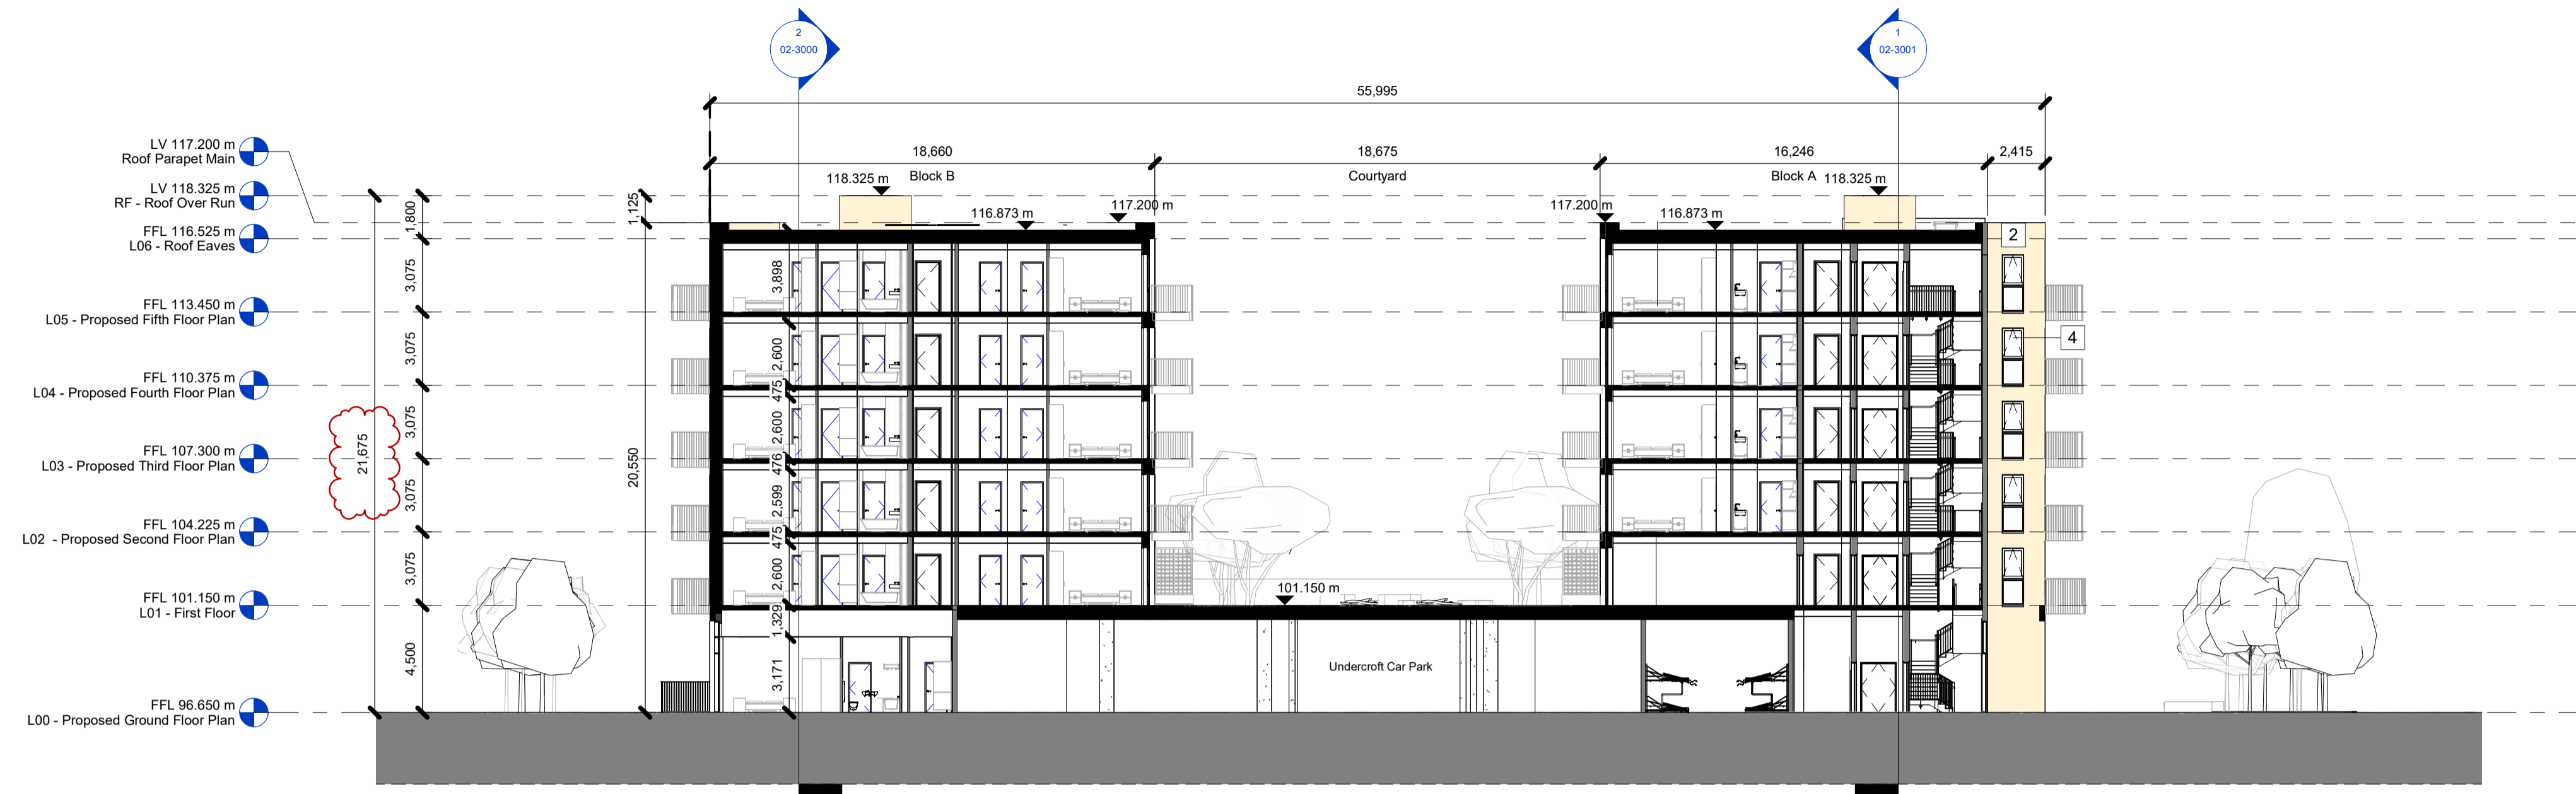 2
02-3000
1
02-3001
55,995
18,660
18,675
16,246
2,415
Block B
Courtyard
Block A
118.325 m
118.325 m
116.873 m
117.200 m
117.200 m
116.873 m
LV 117.200 m
Roof Parapet Main
LV 118.325 m
RF - Roof Over Run
FFL 116.525 m
L06 - Roof Eaves
FFL 113.450 m
L05 - Proposed Fifth Floor Plan
FFL 110.375 m
L04 - Proposed Fourth Floor Plan
FFL 107.300 m
L03 - Proposed Third Floor Plan
FFL 104.225 m
L02 - Proposed Second Floor Plan
FFL 101.150 m
L01 - First Floor
FFL 96.650 m
L00 - Proposed Ground Floor Plan
21,675
1,800
3,075
3,075
3,075
3,075
3,075
4,500
1,125
20,550
3,898
2,600
475
2,600
476
2,599
475
2,600
1,329
3,171
101.150 m
Undercroft Car Park
2
4